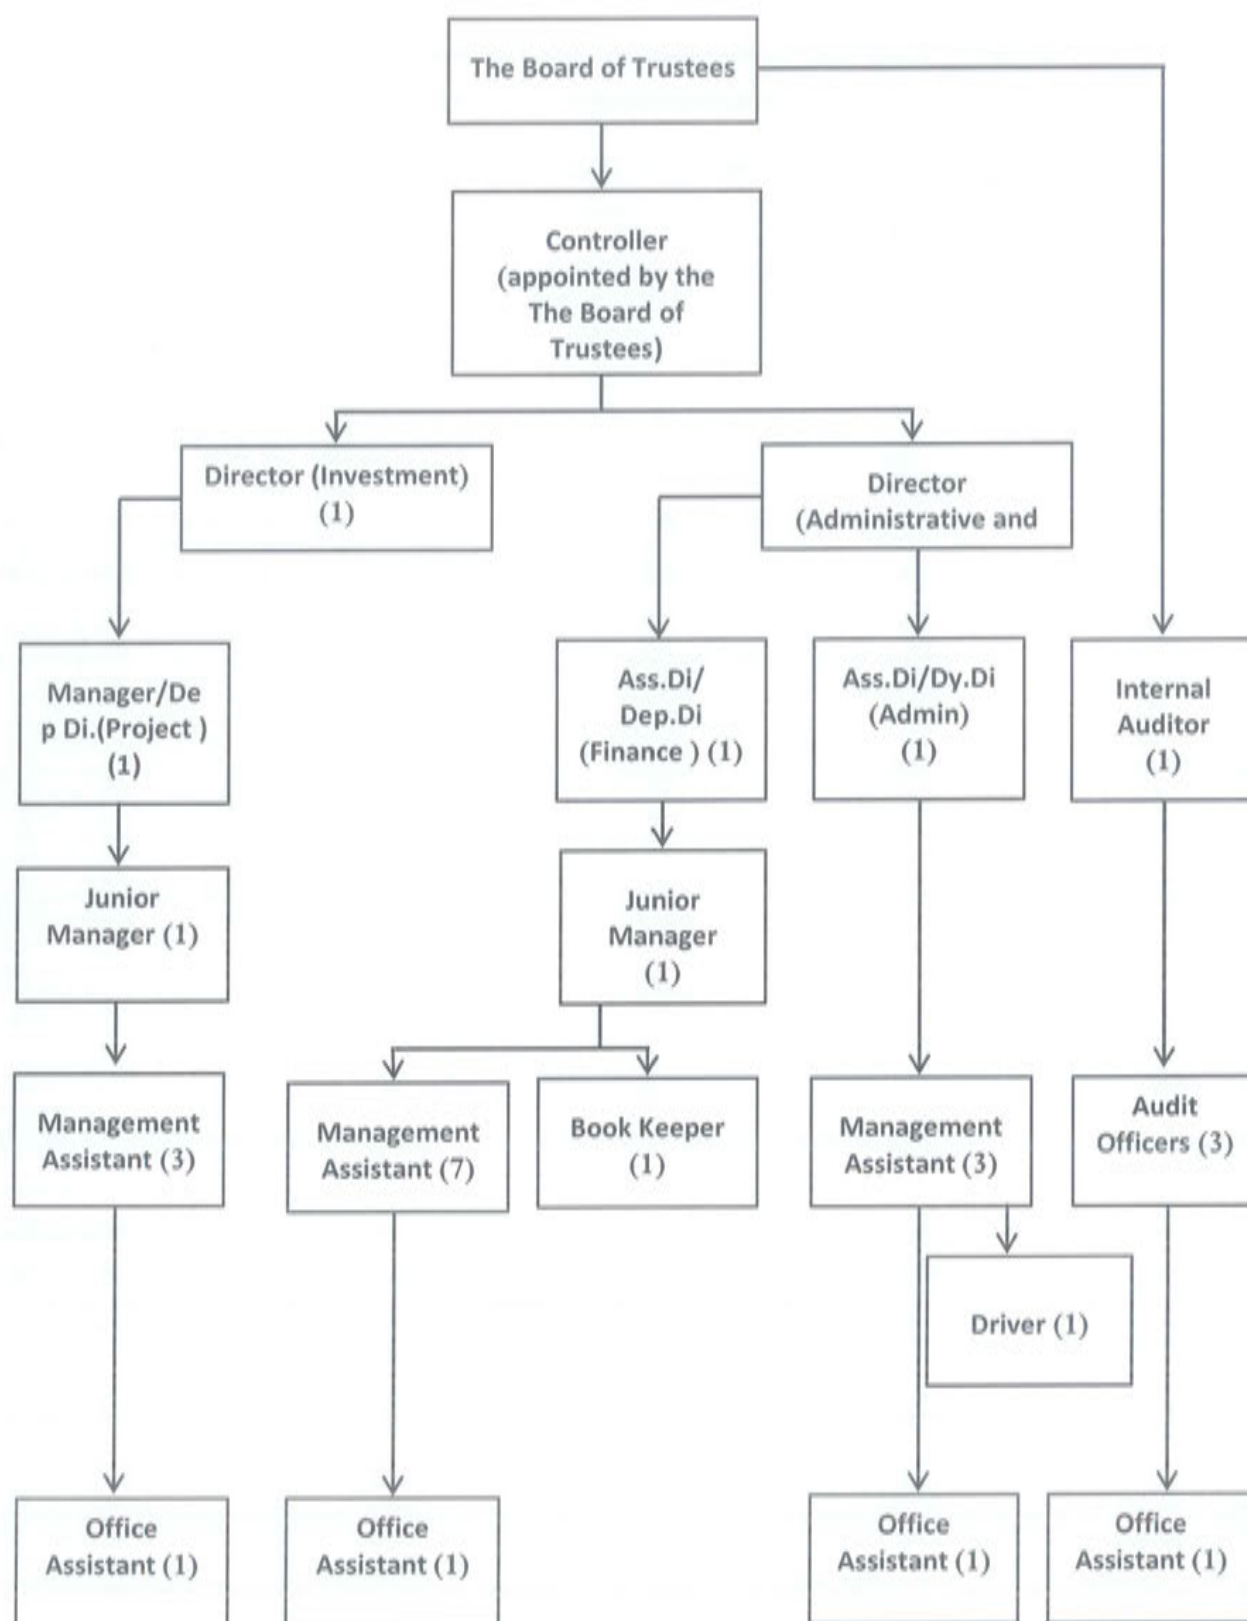 The Board of Trustees
Controller
(appointed by the
The Board of
Trustees)
Director (Investment)
(1)
Director
(Administrative and
Manager/De
p Di.(Project )
(1)
Ass.Di/
Dep.Di
(Finance ) (1)
Ass.Di/Dy.Di
(Admin)
(1)
Internal
Auditor
(1)
Junior
Manager (1)
Junior
Manager
(1)
Management
Assistant (3)
Management
Assistant (7)
Book Keeper
(1)
Management
Assistant (3)
Audit
Officers (3)
Driver (1)
Office
Assistant (1)
Office
Assistant (1)
Office
Assistant (1)
Office
Assistant (1)